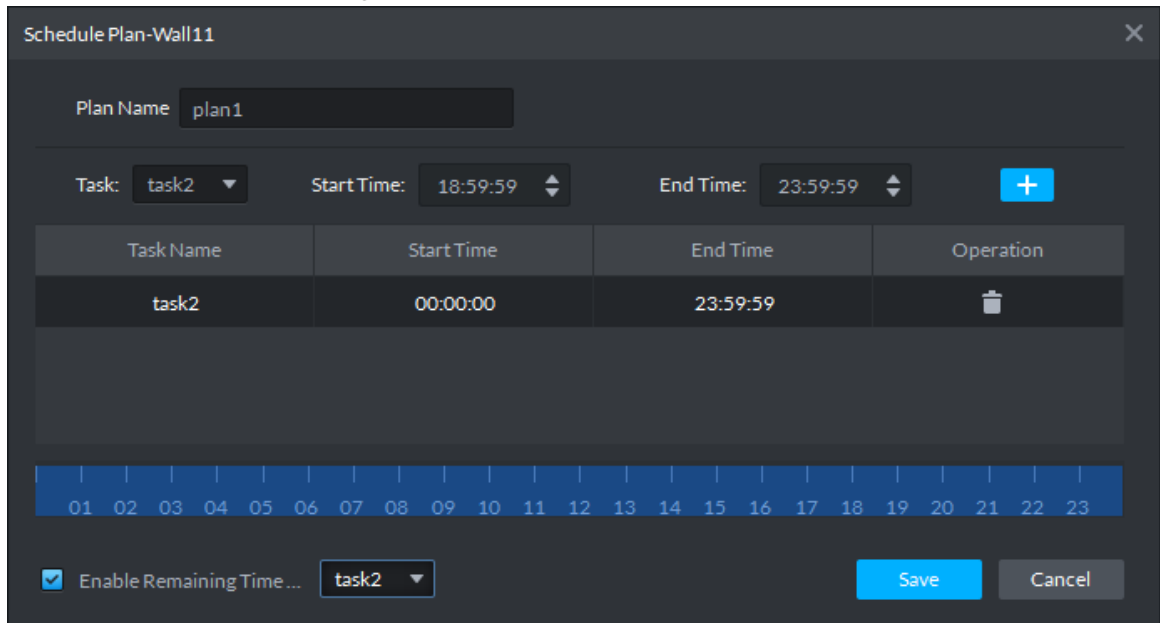 Schedule Plan-Wall11
Plan Name plan1
Task: task2 Start Time: 18:59:59 End Time: 23:59:59
Task Name Start Time End Time Operation
task2 00:00:00 23:59:59
01 02 03 04 05 06 07 08 09 10 11 12 13 14 15 16 17 18 19 20 21 22 23
Enable Remaining Time ... task2 Save Cancel